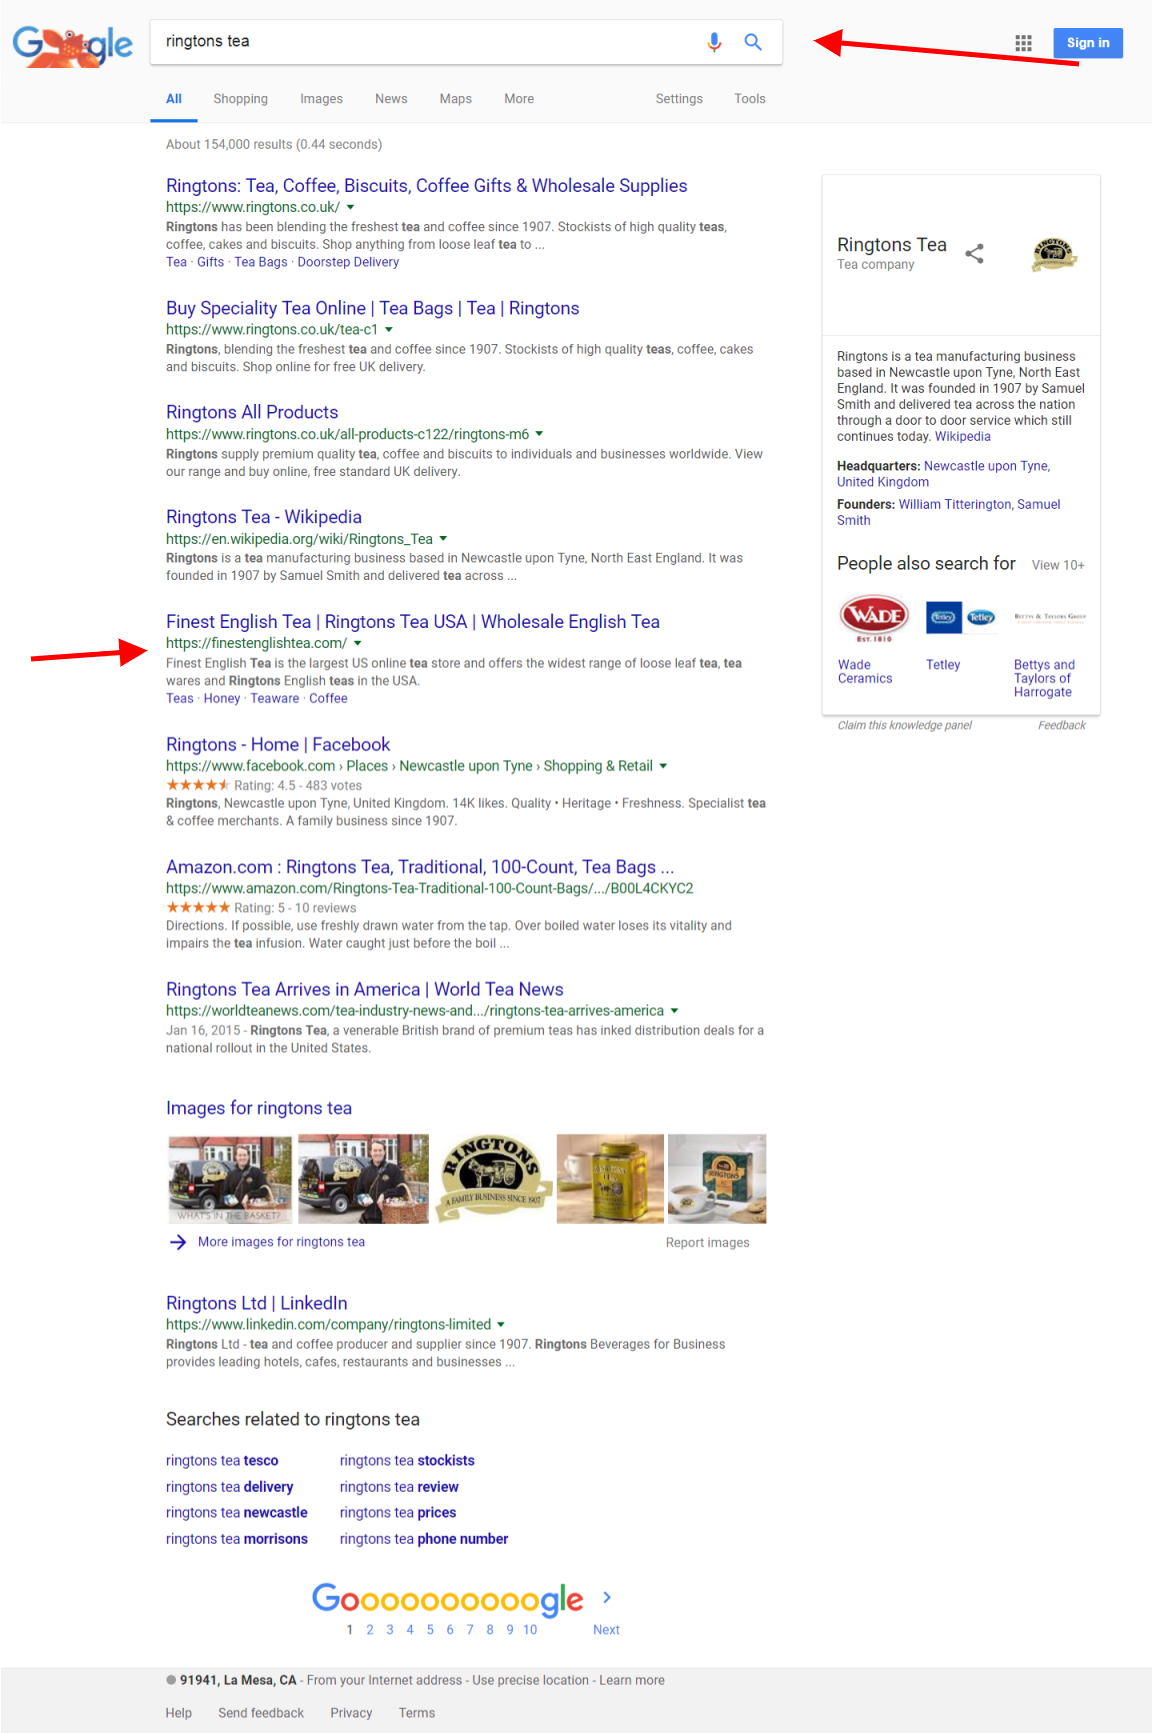 Google
ringtons tea
Sign in
All Shopping Images News Maps More Settings Tools
About 154,000 results (0.44 seconds)
Ringtons: Tea, Coffee, Biscuits, Coffee Gifts & Wholesale Supplies
https://www.ringtons.co.uk/
Ringtons has been blending the freshest tea and coffee since 1907. Stockists of high quality teas,
coffee, cakes and biscuits. Shop anything from loose leaf tea to ...
Tea · Gifts · Tea Bags · Doorstep Delivery
Buy Speciality Tea Online | Tea Bags | Tea | Ringtons
https://www.ringtons.co.uk/tea-c1
Ringtons, blending the freshest tea and coffee since 1907. Stockists of high quality teas, coffee, cakes
and biscuits. Shop online for free UK delivery.
Ringtons All Products
https://www.ringtons.co.uk/all-products-c122/ringtons-m6
Ringtons supply premium quality tea, coffee and biscuits to individuals and businesses worldwide. View
our range and buy online, free standard UK delivery.
Ringtons Tea - Wikipedia
https://en.wikipedia.org/wiki/Ringtons_Tea
Ringtons is a tea manufacturing business based in Newcastle upon Tyne, North East England. It was
founded in 1907 by Samuel Smith and delivered tea across ...
Finest English Tea | Ringtons Tea USA | Wholesale English Tea
https://finestenglishtea.com/
Finest English Tea is the largest US online tea store and offers the widest range of loose leaf tea, tea
wares and Ringtons English teas in the USA.
Teas · Honey · Teaware · Coffee
Ringtons - Home | Facebook
https://www.facebook.com › Places › Newcastle upon Tyne › Shopping & Retail
Rating: 4.5 - 483 votes
Ringtons, Newcastle upon Tyne, United Kingdom. 14K likes. Quality • Heritage • Freshness. Specialist tea
& coffee merchants. A family business since 1907.
Amazon.com : Ringtons Tea, Traditional, 100-Count, Tea Bags ...
https://www.amazon.com/Ringtons-Tea-Traditional-100-Count-Bags/.../B00L4CKYC2
Rating: 5 - 10 reviews
Directions. If possible, use freshly drawn water from the tap. Over boiled water loses its vitality and
impairs the tea infusion. Water caught just before the boil ...
Ringtons Tea Arrives in America | World Tea News
https://worldteanews.com/tea-industry-news-and.../ringtons-tea-arrives-america
Jan 16, 2015 - Ringtons Tea, a venerable British brand of premium teas has inked distribution deals for a
national rollout in the United States.
Images for ringtons tea
WHAT'S IN THE BASKET?
RINGTONS
A FAMILY BUSINESS SINCE 1907
RINGTONS
More images for ringtons tea
Report images
Ringtons Ltd | LinkedIn
https://www.linkedin.com/company/ringtons-limited
Ringtons Ltd - tea and coffee producer and supplier since 1907. Ringtons Beverages for Business
provides leading hotels, cafes, restaurants and businesses ...
Searches related to ringtons tea
ringtons tea tesco ringtons tea stockists
ringtons tea delivery ringtons tea review
ringtons tea newcastle ringtons tea prices
ringtons tea morrisons ringtons tea phone number
Goooooooooogle
1 2 3 4 5 6 7 8 9 10 Next
Ringtons Tea
Tea company
RINGTONS
Ringtons is a tea manufacturing business
based in Newcastle upon Tyne, North East
England. It was founded in 1907 by Samuel
Smith and delivered tea across the nation
through a door to door service which still
continues today. Wikipedia
Headquarters: Newcastle upon Tyne,
United Kingdom
Founders: William Titterington, Samuel
Smith
People also search for View 10+
WADE
EST. 1810
Tetley Tetley
BETTYS & TAYLORS GROUP
Wade
Ceramics
Tetley
Bettys and
Taylors of
Harrogate
Claim this knowledge panel Feedback
91941, La Mesa, CA - From your Internet address - Use precise location - Learn more
Help Send feedback Privacy Terms